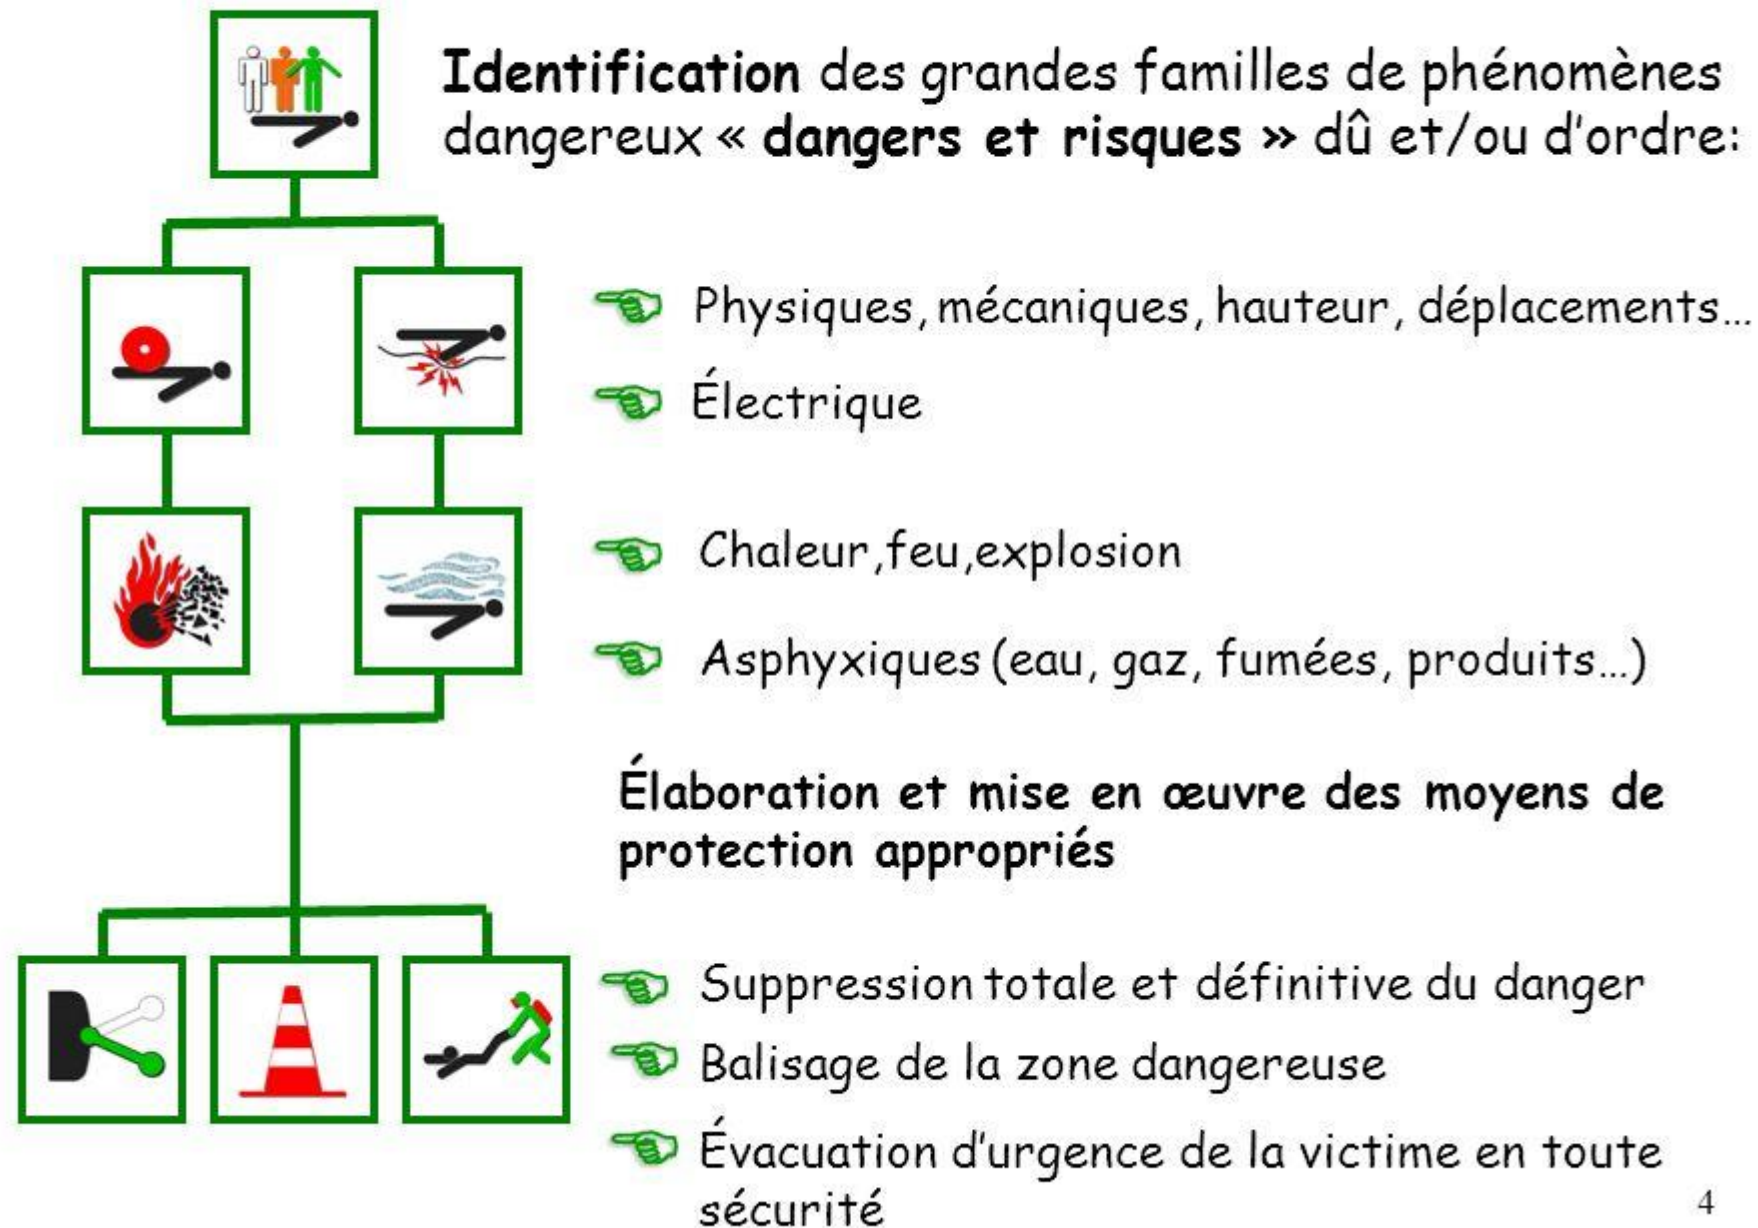 Identification des grandes familles de phénomènes
dangereux « dangers et risques » dû et/ou d'ordre:
Physiques, mécaniques, hauteur, déplacements…
Électrique
Chaleur,feu,explosion
Asphyxiques (eau, gaz, fumées, produits…)
Élaboration et mise en œuvre des moyens de
protection appropriés
Suppression totale et définitive du danger
Balisage de la zone dangereuse
Évacuation d'urgence de la victime en toute
sécurité
4